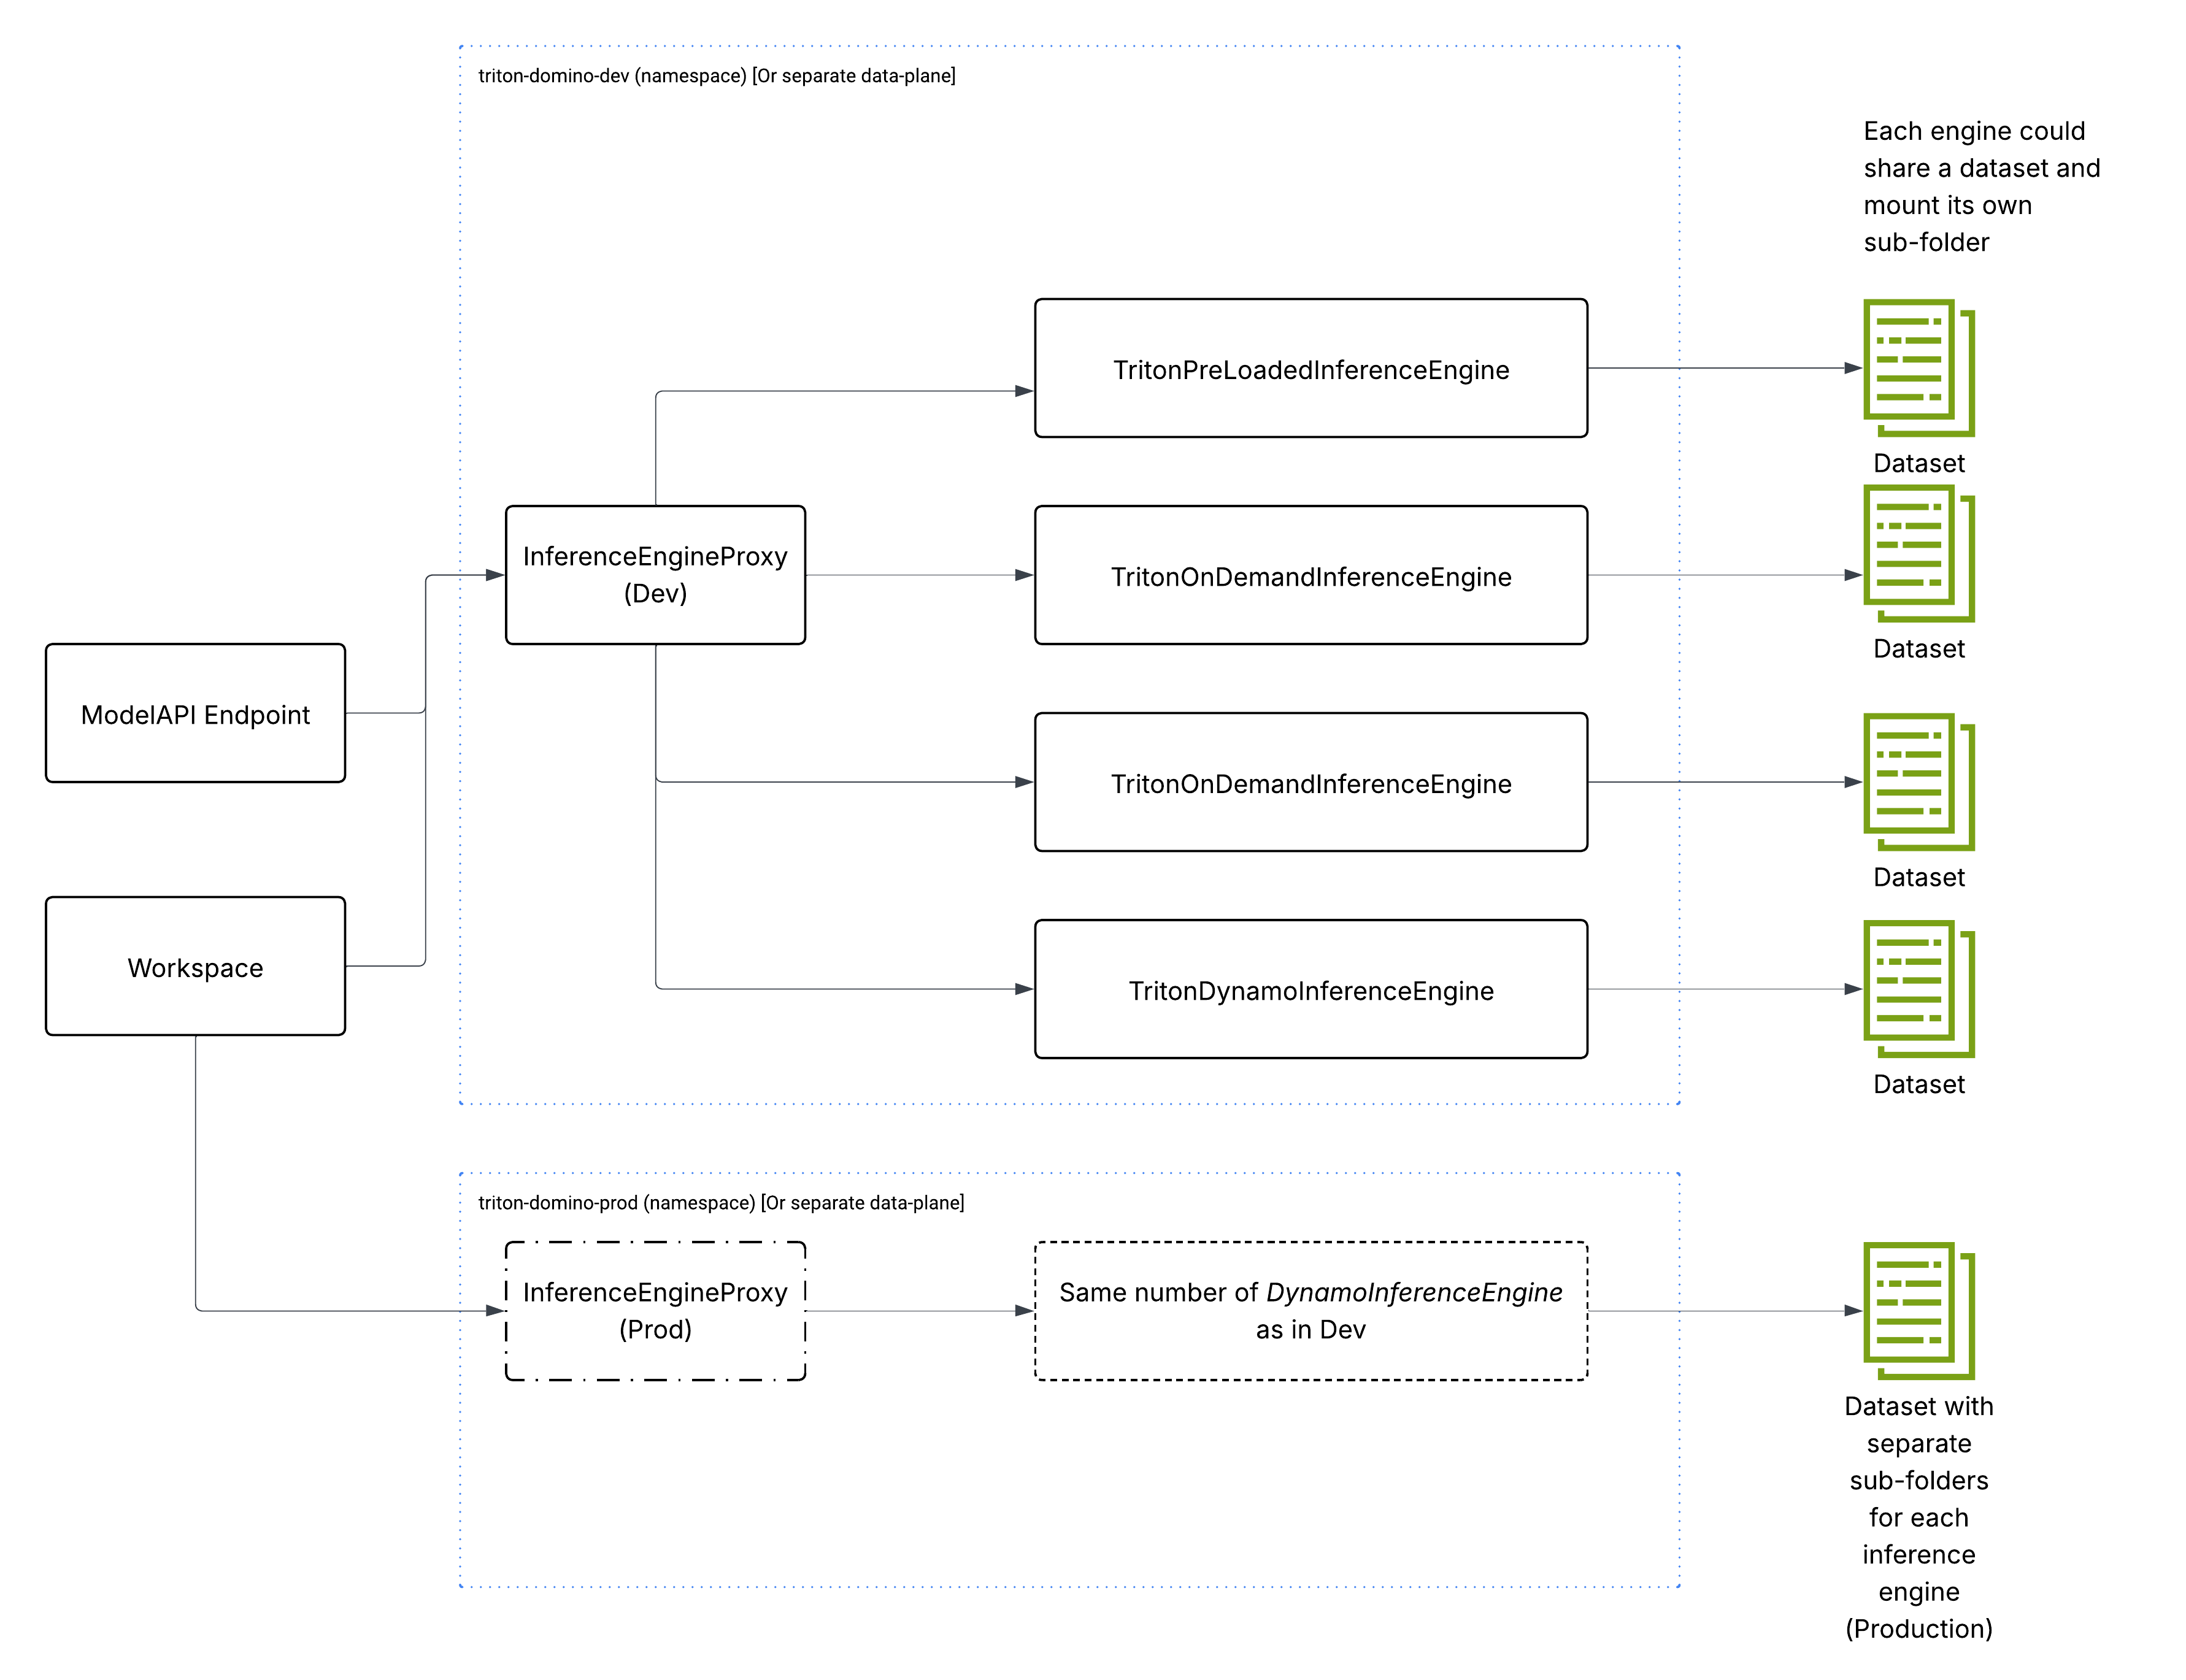 triton-domino-dev (namespace) [Or separate data-plane]
Each engine could
share a dataset and
mount its own
sub-folder
TritonPreLoadedInferenceEngine
Dataset
InferenceEngineProxy
(Dev)
TritonOnDemandInferenceEngine
Dataset
ModelAPI Endpoint
TritonOnDemandInferenceEngine
Dataset
Workspace
TritonDynamoInferenceEngine
Dataset
triton-domino-prod (namespace) [Or separate data-plane]
InferenceEngineProxy
(Prod)
Same number of DynamoInferenceEngine
as in Dev
Dataset with
separate
sub-folders
for each
inference
engine
(Production)